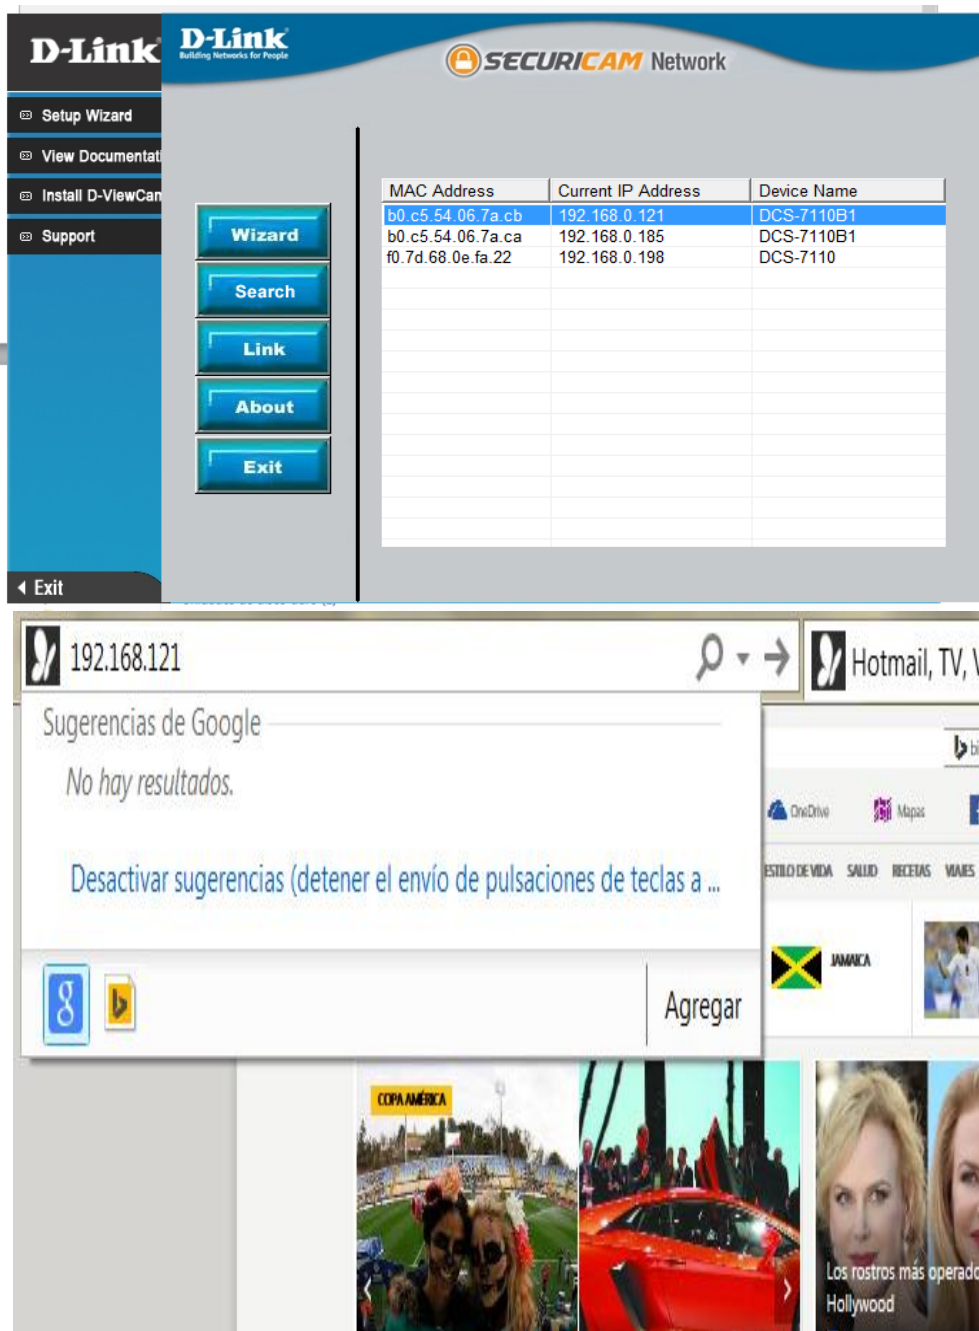 D-Link
D-Link
Building Networks for People
SECURICAM Network
Setup Wizard
View Documentati
Install D-ViewCam
Support
Wizard
Search
Link
About
Exit
MAC Address Current IP Address Device Name
b0.c5.54.06.7a.cb 192.168.0.121 DCS-7110B1
b0.c5.54.06.7a.ca 192.168.0.185 DCS-7110B1
f0.7d.68.0e.fa.22 192.168.0.198 DCS-7110
Exit
192.168.121
Hotmail, TV,
Sugerencias de Google
No hay resultados.
Desactivar sugerencias (detener el envío de pulsaciones de teclas a ...
g
Agregar
bi
OneDrive Mapas
ESTILO DE VIDA SALUD RECETAS VIAJES
JAMAICA
COPA AMÉRICA
Los rostros más operado
Hollywood